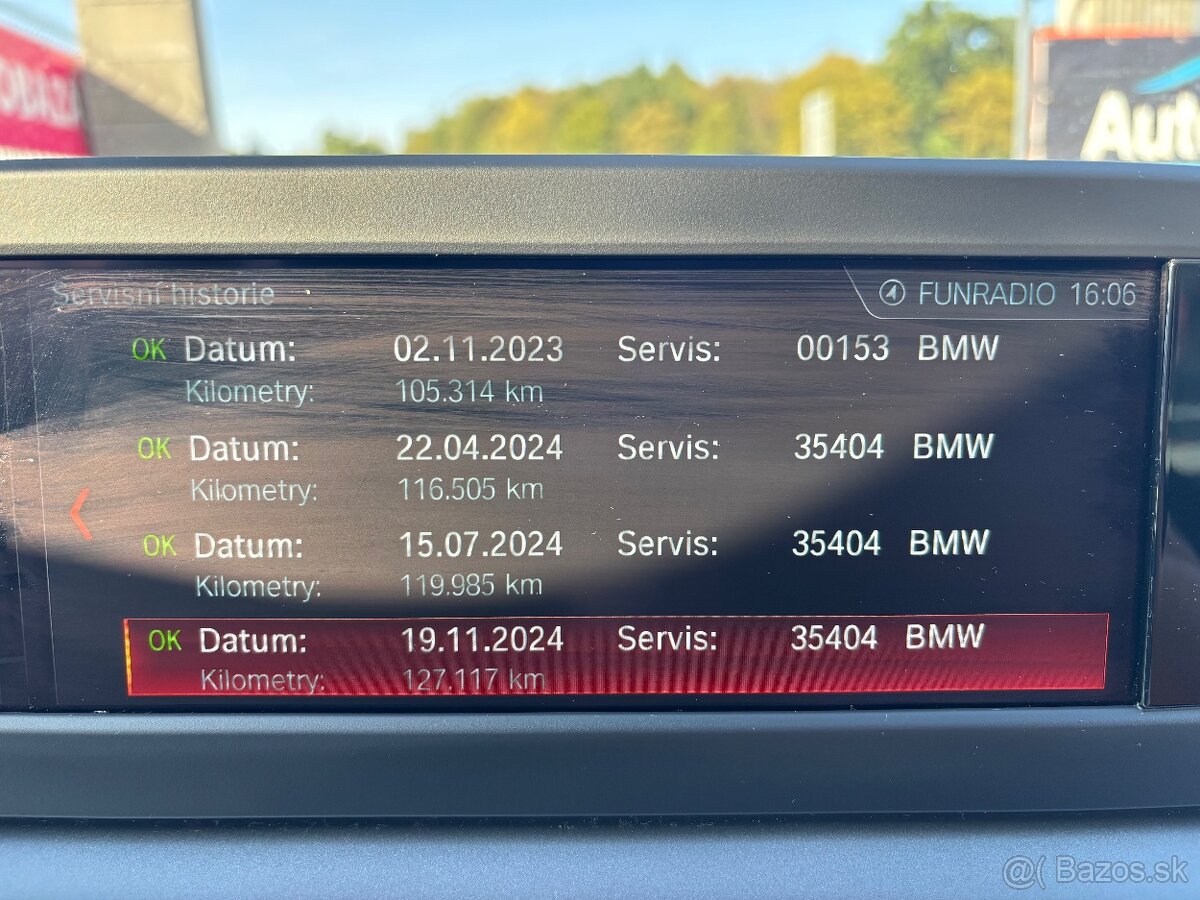 OBAZ
Auto
Servisní historie
FUNRADIO 16:06
OK Datum: 02.11.2023 Servis: 00153 BMW
Kilometry: 105.314 km
OK Datum: 22.04.2024 Servis: 35404 BMW
Kilometry: 116.505 km
OK Datum: 15.07.2024 Servis: 35404 BMW
Kilometry: 119.985 km
OK Datum: 19.11.2024 Servis: 35404 BMW
Kilometry: 127.117 km
@( Bazos.sk